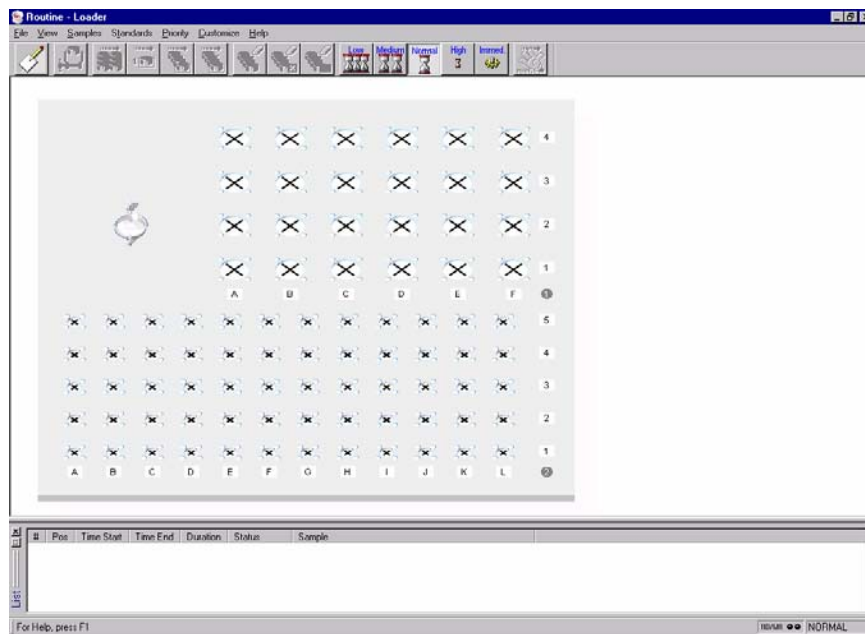 Routine - Loader
File View Samples Standards Priority Customize Help
Low Medium Normal High Immed.
4
3
2
1
A B C D E F 1
5
4
3
2
1
A B C D E F G H I J K L 2
# Pos Time Start Time End Duration Status Sample
List
For Help, press F1 NORMAL